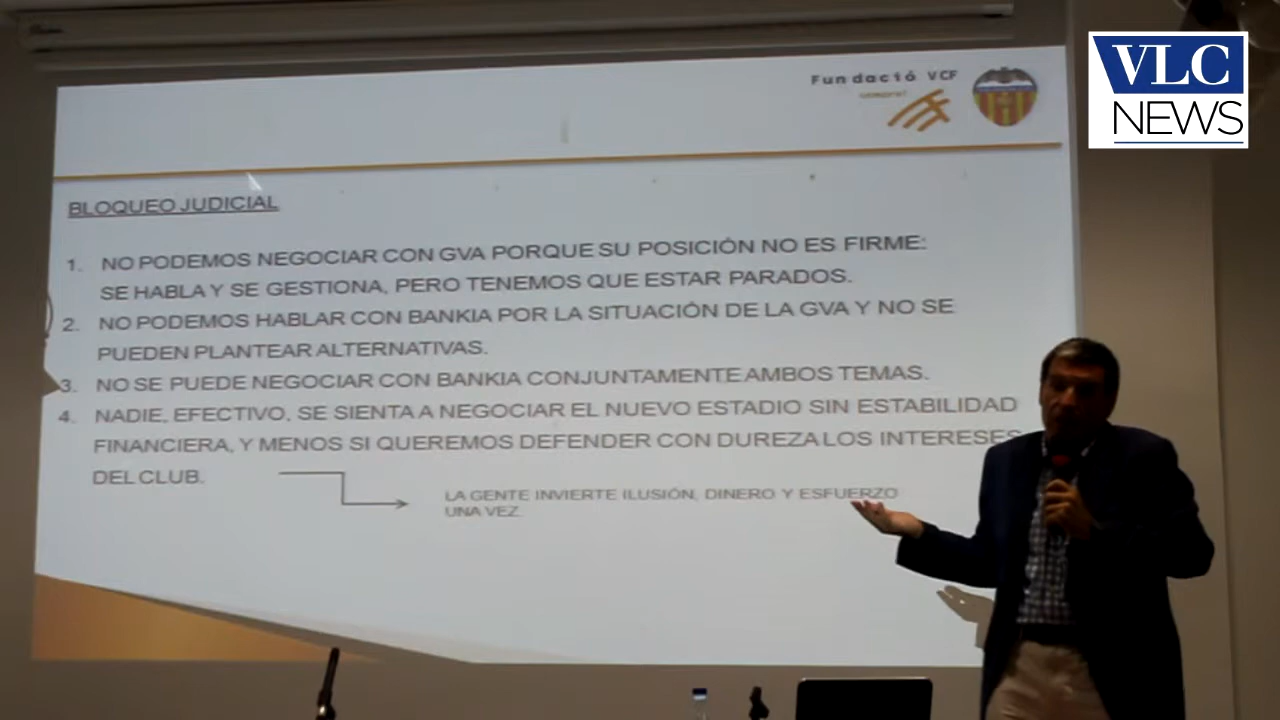 VLC
NEWS
Fundació VCF
BLOQUEO JUDICIAL
1. NO PODEMOS NEGOCIAR CON GVA PORQUE SU POSICIÓN NO ES FIRME:
SE HABLA Y SE GESTIONA, PERO TENEMOS QUE ESTAR PARADOS.
2. NO PODEMOS HABLAR CON BANKIA POR LA SITUACIÓN DE LA GVA Y NO SE
PUEDEN PLANTEAR ALTERNATIVAS.
3. NO SE PUEDE NEGOCIAR CON BANKIA CONJUNTAMENTE AMBOS TEMAS.
4. NADIE, EFECTIVO, SE SIENTA A NEGOCIAR EL NUEVO ESTADIO SIN ESTABILIDAD
FINANCIERA, Y MENOS SI QUEREMOS DEFENDER CON DUREZA LOS INTERESES
DEL CLUB.
LA GENTE INVIERTE ILUSIÓN, DINERO Y ESFUERZO
UNA VEZ.